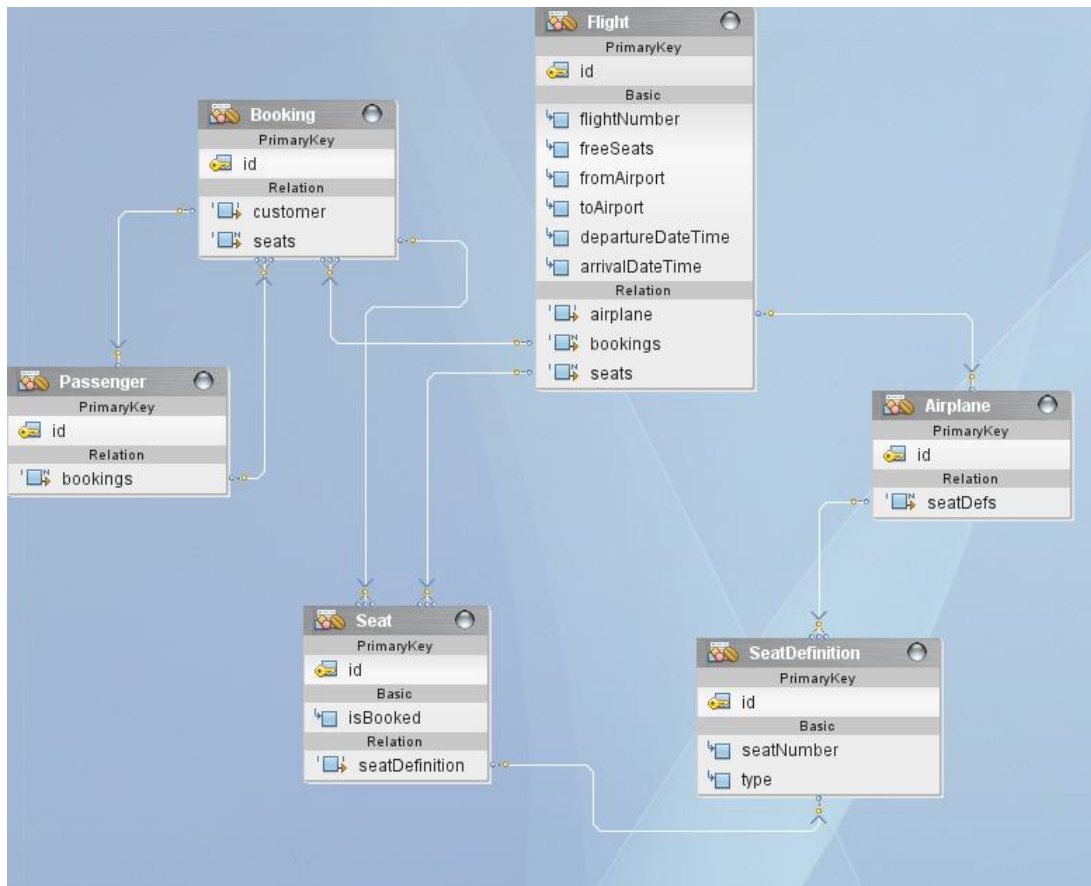 Flight
PrimaryKey
id
Basic
flightNumber
freeSeats
fromAirport
toAirport
departureDateTime
arrivalDateTime
Relation
airplane
bookings
seats
Booking
PrimaryKey
id
Relation
customer
seats
Passenger
PrimaryKey
id
Relation
bookings
Airplane
PrimaryKey
id
Relation
seatDefs
Seat
PrimaryKey
id
Basic
isBooked
Relation
seatDefinition
SeatDefinition
PrimaryKey
id
Basic
seatNumber
type